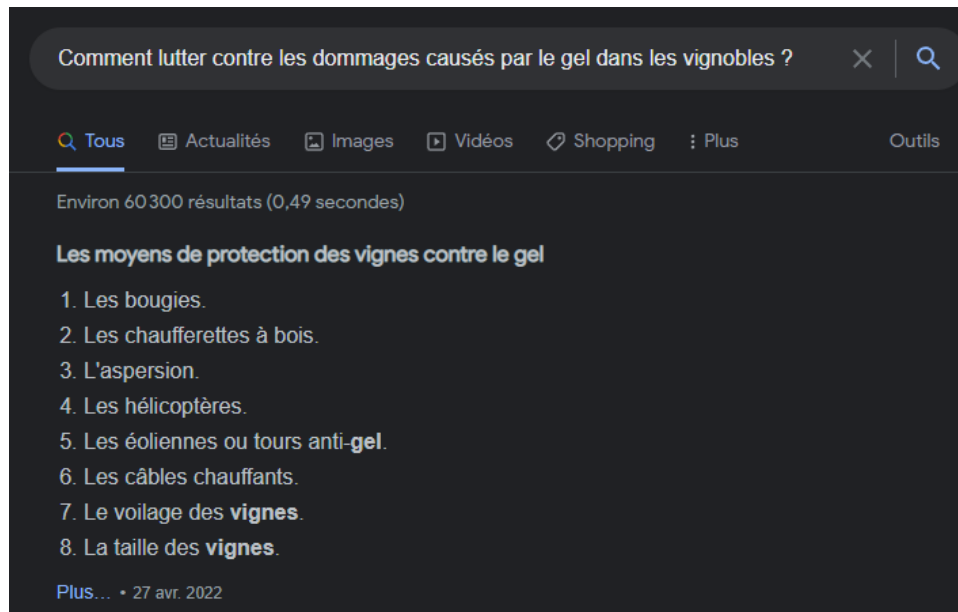 Comment lutter contre les dommages causés par le gel dans les vignobles ?
Tous Actualités Images Vidéos Shopping Plus Outils
Environ 60 300 résultats (0,49 secondes)
Les moyens de protection des vignes contre le gel
1. Les bougies.
2. Les chaufferettes à bois.
3. L'aspersion.
4. Les hélicoptères.
5. Les éoliennes ou tours anti-gel.
6. Les câbles chauffants.
7. Le voilage des vignes.
8. La taille des vignes.
Plus... • 27 avr. 2022